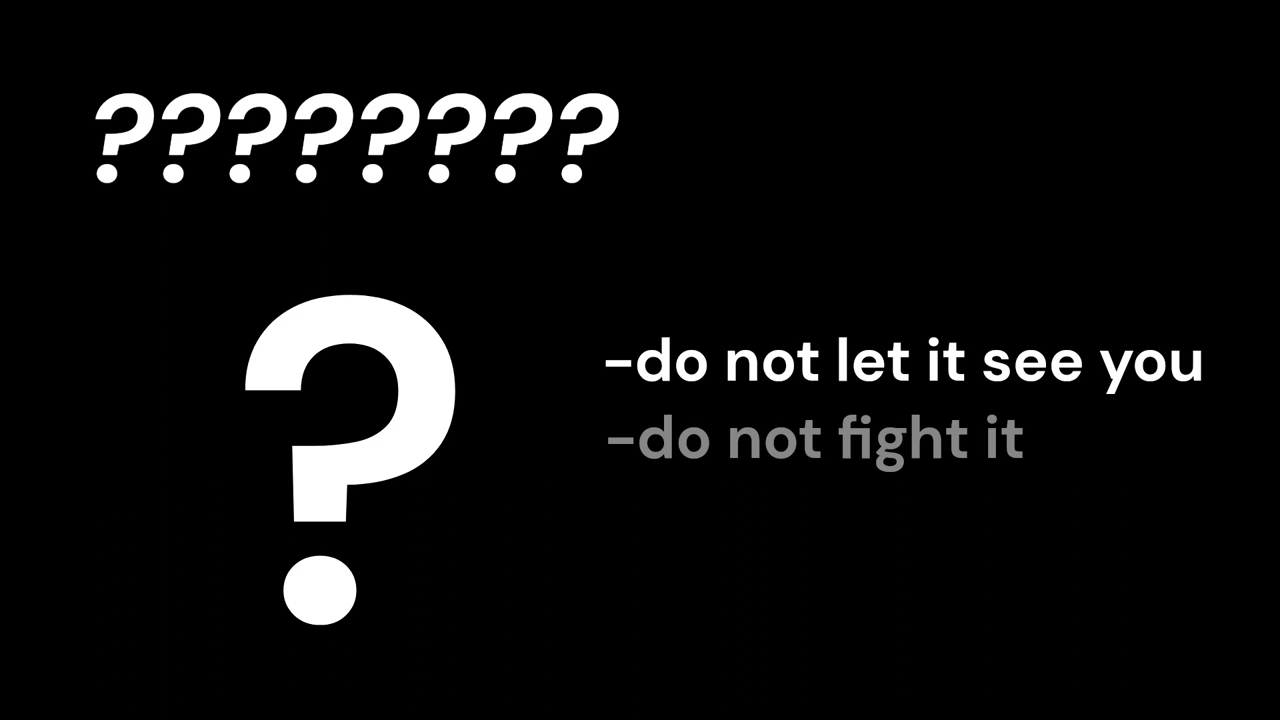 ????????
?
-do not let it see you
-do not fight it